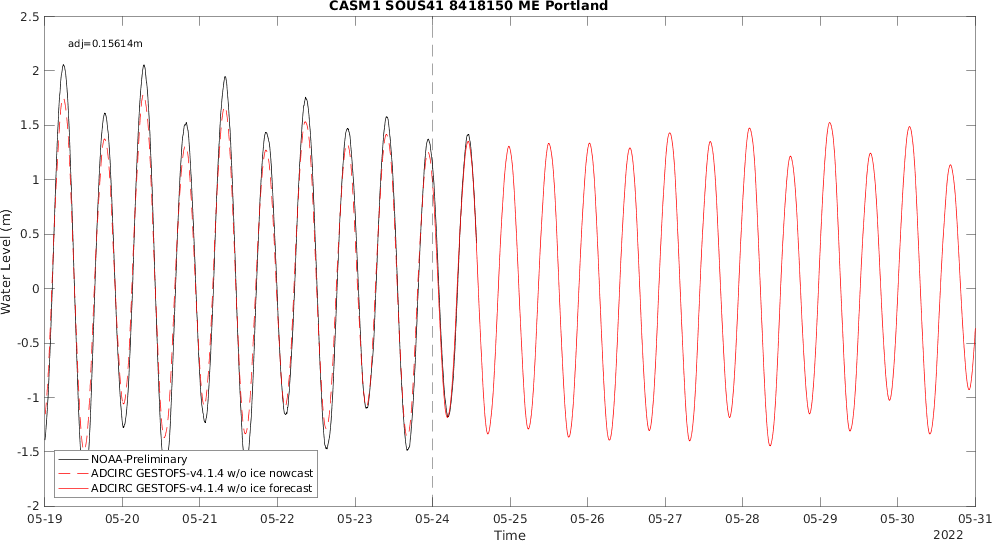 CASM1 SOUS41 8418150 ME Portland
adj=0.15614m
2.5
2
1.5
1
0.5
0
-0.5
-1
-1.5
-2
Water Level (m)
NOAA-Preliminary
ADCIRC GESTOFS-v4.1.4 w/o ice nowcast
ADCIRC GESTOFS-v4.1.4 w/o ice forecast
05-19 05-20 05-21 05-22 05-23 05-24 05-25 05-26 05-27 05-28 05-29 05-30 05-31
Time
2022